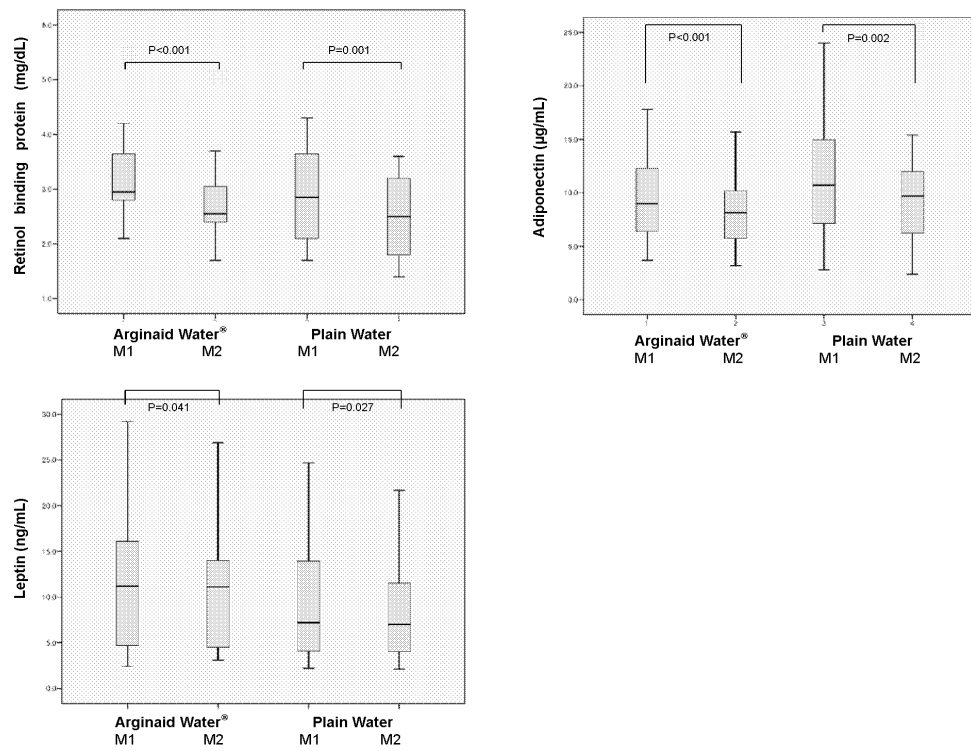 Retinol binding protein (mg/dL)
6.0
5.0
4.0
3.0
2.0
1.0
P<0.001
P=0.001
Arginaid Water® Plain Water
M1 M2 M1 M2
Adiponectin (µg/mL)
25.0
20.0
15.0
10.0
5.0
0.0
P<0.001
P=0.002
1 2 3 4
Arginaid Water® Plain Water
M1 M2 M1 M2
Leptin (ng/mL)
30.0
25.0
20.0
15.0
10.0
5.0
0.0
P=0.041
P=0.027
Arginaid Water® Plain Water
M1 M2 M1 M2